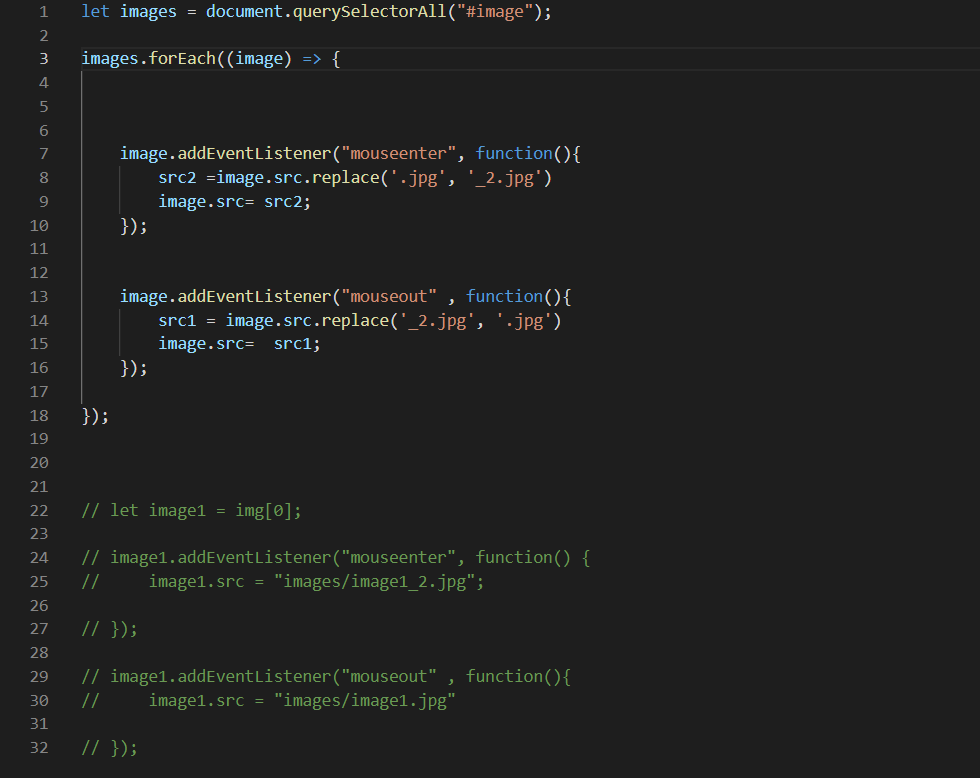 1 let images = document.querySelectorAll("#image");
2
3 images.forEach((image) => {
4
5
6
7     image.addEventListener("mouseenter", function(){
8         src2 =image.src.replace('.jpg', '_2.jpg')
9         image.src= src2;
10     });
11
12
13     image.addEventListener("mouseout" , function(){
14         src1 = image.src.replace('_2.jpg', '.jpg')
15         image.src=  src1;
16     });
17
18 });
19
20
21
22 // let image1 = img[0];
23
24 // image1.addEventListener("mouseenter", function() {
25 //     image1.src = "images/image1_2.jpg";
26
27 // });
28
29 // image1.addEventListener("mouseout" , function(){
30 //     image1.src = "images/image1.jpg"
31
32 // });